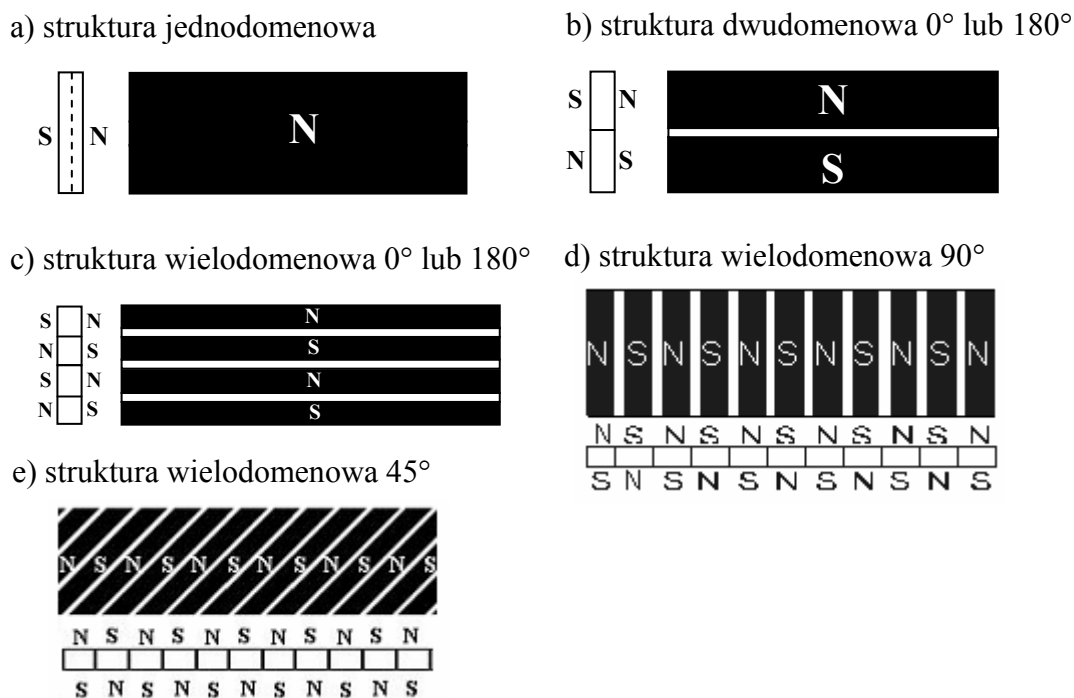 a) struktura jednodomenowa
S N N
b) struktura dwudomenowa 0° lub 180°
S N N
N S S
c) struktura wielodomenowa 0° lub 180°
S N N
N S S
S N N
N S S
d) struktura wielodomenowa 90°
N S N S N S N S N S N
N S N S N S N S N S N
S N S N S N S N S N S
e) struktura wielodomenowa 45°
N S N S N S N S N S N S
N S N S N S N S N S N
S N S N S N S N S N S